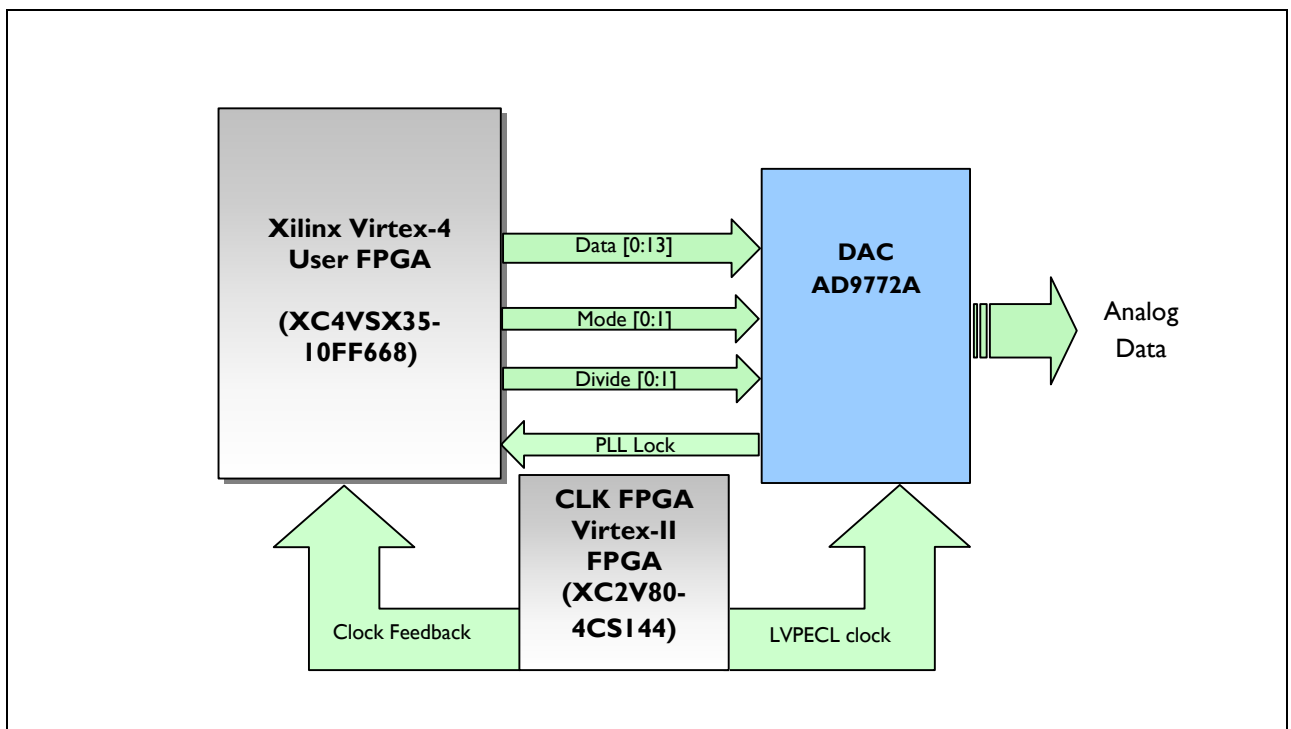 Xilinx Virtex-4
User FPGA
(XC4VSX35-
10FF668)
Data [0:13]
Mode [0:1]
Divide [0:1]
PLL Lock
DAC
AD9772A
Analog
Data
CLK FPGA
Virtex-II
FPGA
(XC2V80-
4CS144)
Clock Feedback
LVPECL clock